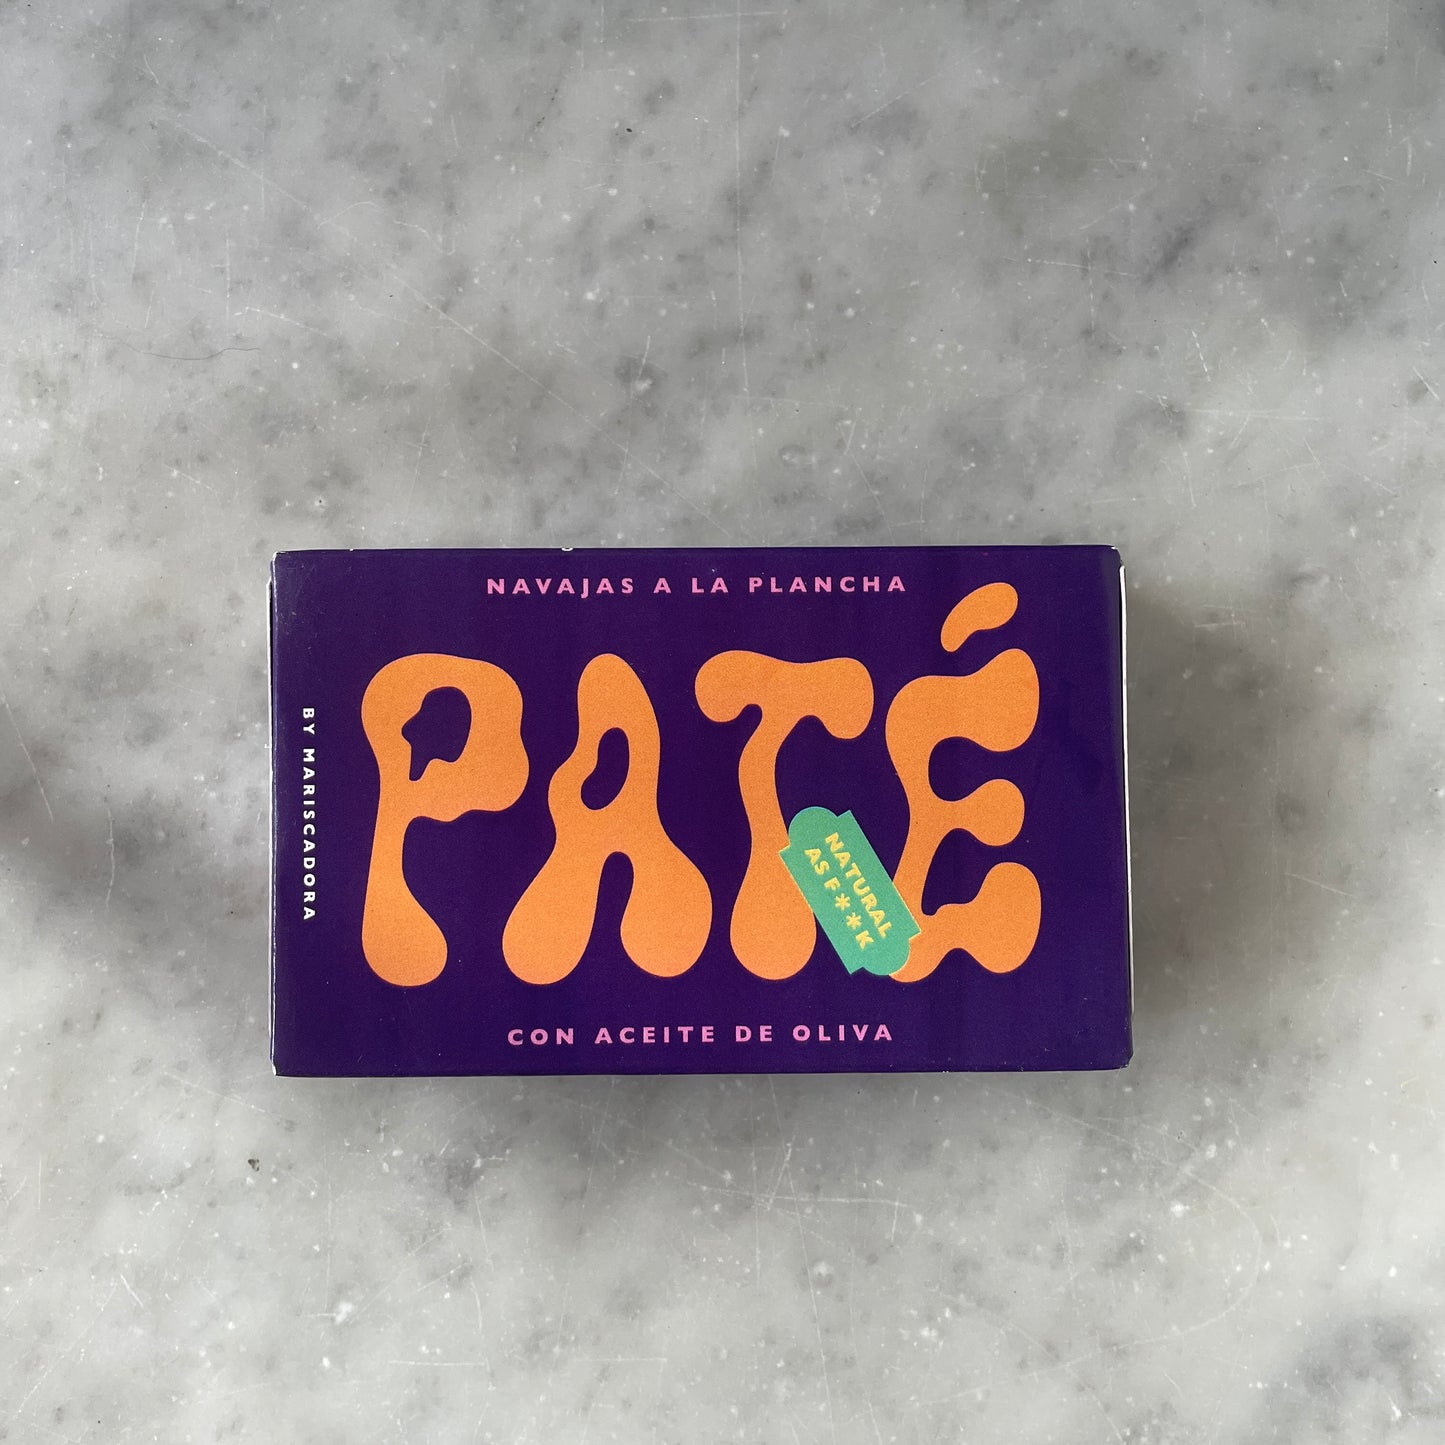 NAVAJAS A LA PLANCHA
PATÉ
NATURAL
AS F**K
BY MARISCADORA
CON ACEITE DE OLIVA